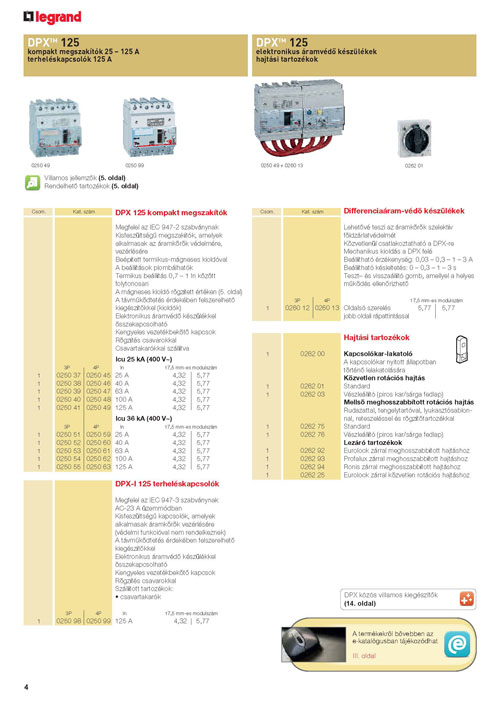 legrand
DPX™ 125
kompakt megszakítók 25 – 125 A
terheléskapcsolók 125 A
0250 49
0250 99
Villamos jellemzők (5. oldal)
Rendelhető tartozékok (5. oldal)
Csom. Kat. szám DPX 125 kompakt megszakítók
Megfelel az IEC 947-2 szabványnak
Kisfeszültségű megszakítók, amelyek
alkalmasak az áramkörök védelmére,
vezérlésére
Beépített termikus-mágneses kioldóval
A beállítások plombálhatók
Termikus beállítás 0,7 – 1 In között
folytonosan
A mágneses kioldó rögzített értékén (5. oldal)
A távműködtetés érdekében felszerelhető
kiegészítőkkel (kioldók)
Elektronikus áramvédő készülékkel
összekapcsolható
Kengyeles vezetékbekötő kapocs
Rögzítés csavarokkal
Csavartakarókkal szállítva
Icu 25 kA (400 V~)
3P 4P In 17,5 mm-es modulszám
1 0250 37 0250 45 25 A 4,32 5,77
1 0250 38 0250 46 40 A 4,32 5,77
1 0250 39 0250 47 63 A 4,32 5,77
1 0250 40 0250 48 100 A 4,32 5,77
1 0250 41 0250 49 125 A 4,32 5,77
Icu 36 kA (400 V~)
1 0250 51 0250 59 25 A 4,32 5,77
1 0250 52 0250 60 40 A 4,32 5,77
1 0250 53 0250 61 63 A 4,32 5,77
1 0250 54 0250 62 100 A 4,32 5,77
1 0250 55 0250 63 125 A 4,32 5,77
DPX-I 125 terheléskapcsolók
Megfelel az IEC 947-3 szabványnak
AC-23 A üzemmódban
Kisfeszültségű kapcsolók, amelyek
alkalmasak áramkörök vezérlésére
(védelmi funkcióval nem rendelkeznek)
A távműködtetés érdekében felszerelhető
kiegészítőkkel
Elektronikus áramvédő készülékkel
összekapcsolható
Kengyeles vezetékbekötő kapocs
Rögzítés csavarokkal
Szállított tartozékok:
• csavartakarók
3P 4P In 17,5 mm-es modulszám
1 0250 98 0250 99 125 A 4,32 5,77
DPX™ 125
elektronikus áramvédő készülékek
hajtási tartozékok
0250 49 + 0260 13
0262 01
Csom. Kat. szám Differenciáláram-védő készülékek
Lehetővé teszi az áramkörök szelektív
földzárlatvédelmét
Közvetlenül csatlakoztatható a DPX-re
Mechanikus kioldás a DPX felé
Beállítható érzékenység: 0,03 – 0,3 – 1 – 3 A
Beállítható késleltetés: 0 – 0,3 – 1 – 3 s
Teszt- és visszaállító gomb, amellyel a helyes
működés ellenőrizhető
3P 4P 17,5 mm-es modulszám
1 0260 12 0260 13 Oldalsó szerelés 5,77 5,77
jobb oldali rápattintással
Hajtási tartozékok
1 0262 00 Kapcsolókar-lakatoló
A kapcsolókar nyitott állapotban
történő lelakatolására
Közvetlen rotációs hajtás
1 0262 01 Standard
1 0262 03 Vészleállító (piros kar/sárga fedlap)
Mellső meghosszabbított rotációs hajtás
Rudazattal, tengelytartóval, lyukasztósablon-
nal, reteszeléssel és rögzítőtartozékkal
1 0262 75 Standard
1 0262 76 Vészleállító (piros kar/sárga fedlap)
Lezáró tartozékok
1 0262 92 Eurolock zárral meghosszabbított hajtáshoz
1 0262 93 Profalux zárral meghosszabbított hajtáshoz
1 0262 94 Ronis zárral meghosszabbított hajtáshoz
1 0262 25 Eurolock zárral közvetlen rotációs hajtáshoz
DPX közös villamos kiegészítők
(14. oldal)
A termékekről bővebben az
e-katalógusban tájékozódhat
III. oldal
4